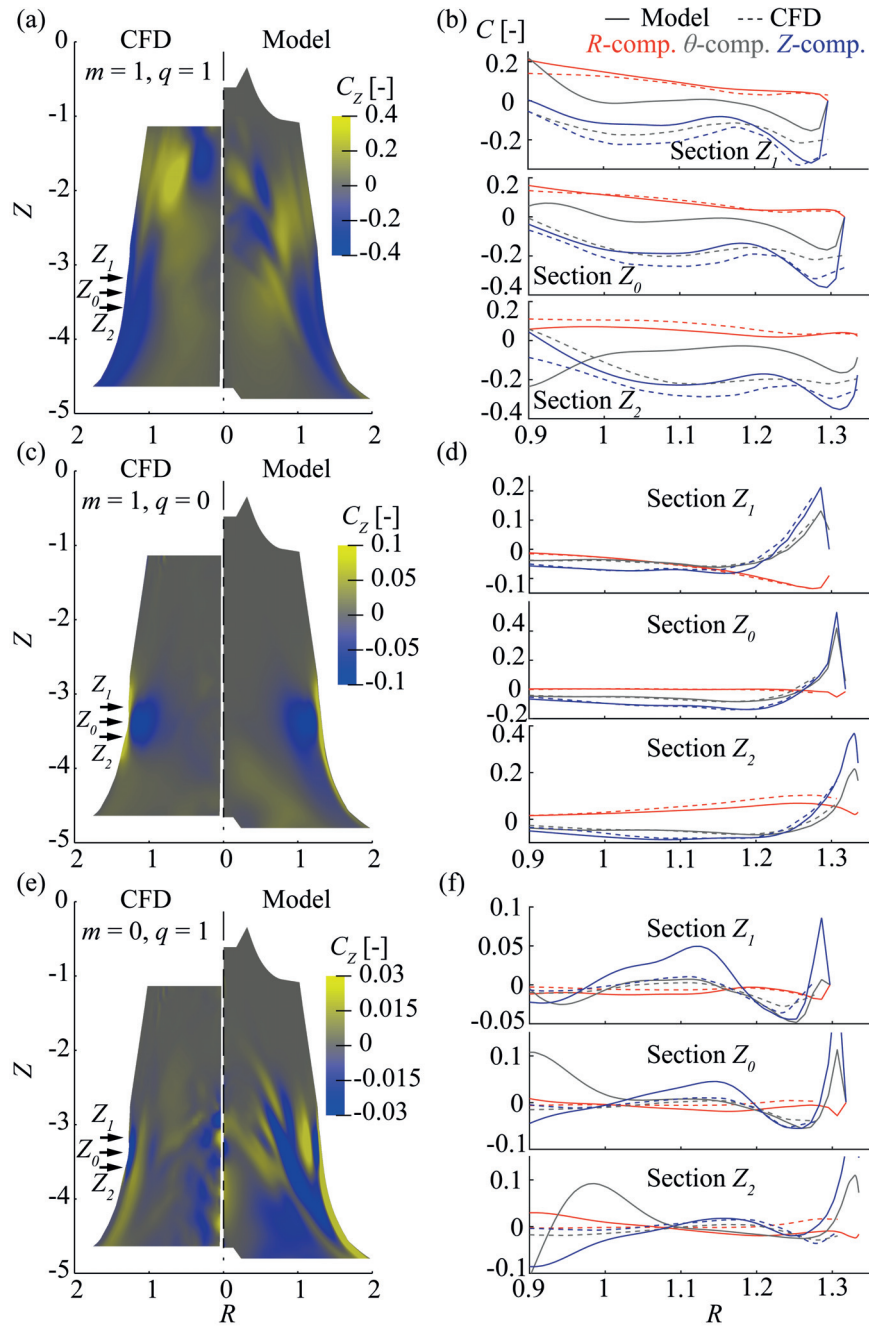 (a)
CFD
Model
m = 1, q = 1
C_Z [-]
0.4
0.2
0
-0.2
-0.4
Z
0
-1
-2
-3
-4
-5
Z_1
Z_0
Z_2
2
1
0
1
2
(b)
C [-]
Model
CFD
R-comp. θ-comp. Z-comp.
0.2
0
-0.2
Section Z_1
0.2
0
-0.2
-0.4
Section Z_0
0.2
0
-0.2
-0.4
Section Z_2
0.9
1
1.1
1.2
1.3
(c)
CFD
Model
m = 1, q = 0
C_Z [-]
0.1
0.05
0
-0.05
-0.1
Z
0
-1
-2
-3
-4
-5
Z_1
Z_0
Z_2
2
1
0
1
2
(d)
Section Z_1
0.2
0.1
0
-0.1
Section Z_0
0.4
0.2
0
-0.2
Section Z_2
0.4
0.2
0
0.9
1
1.1
1.2
1.3
(e)
CFD
Model
m = 0, q = 1
C_Z [-]
0.03
0.015
0
-0.015
-0.03
Z
0
-1
-2
-3
-4
-5
Z_1
Z_0
Z_2
2
1
0
1
2
R
(f)
Section Z_1
0.1
0.05
0
-0.05
Section Z_0
0.1
0
-0.1
Section Z_2
0.1
0
-0.1
0.9
1
1.1
1.2
1.3
R